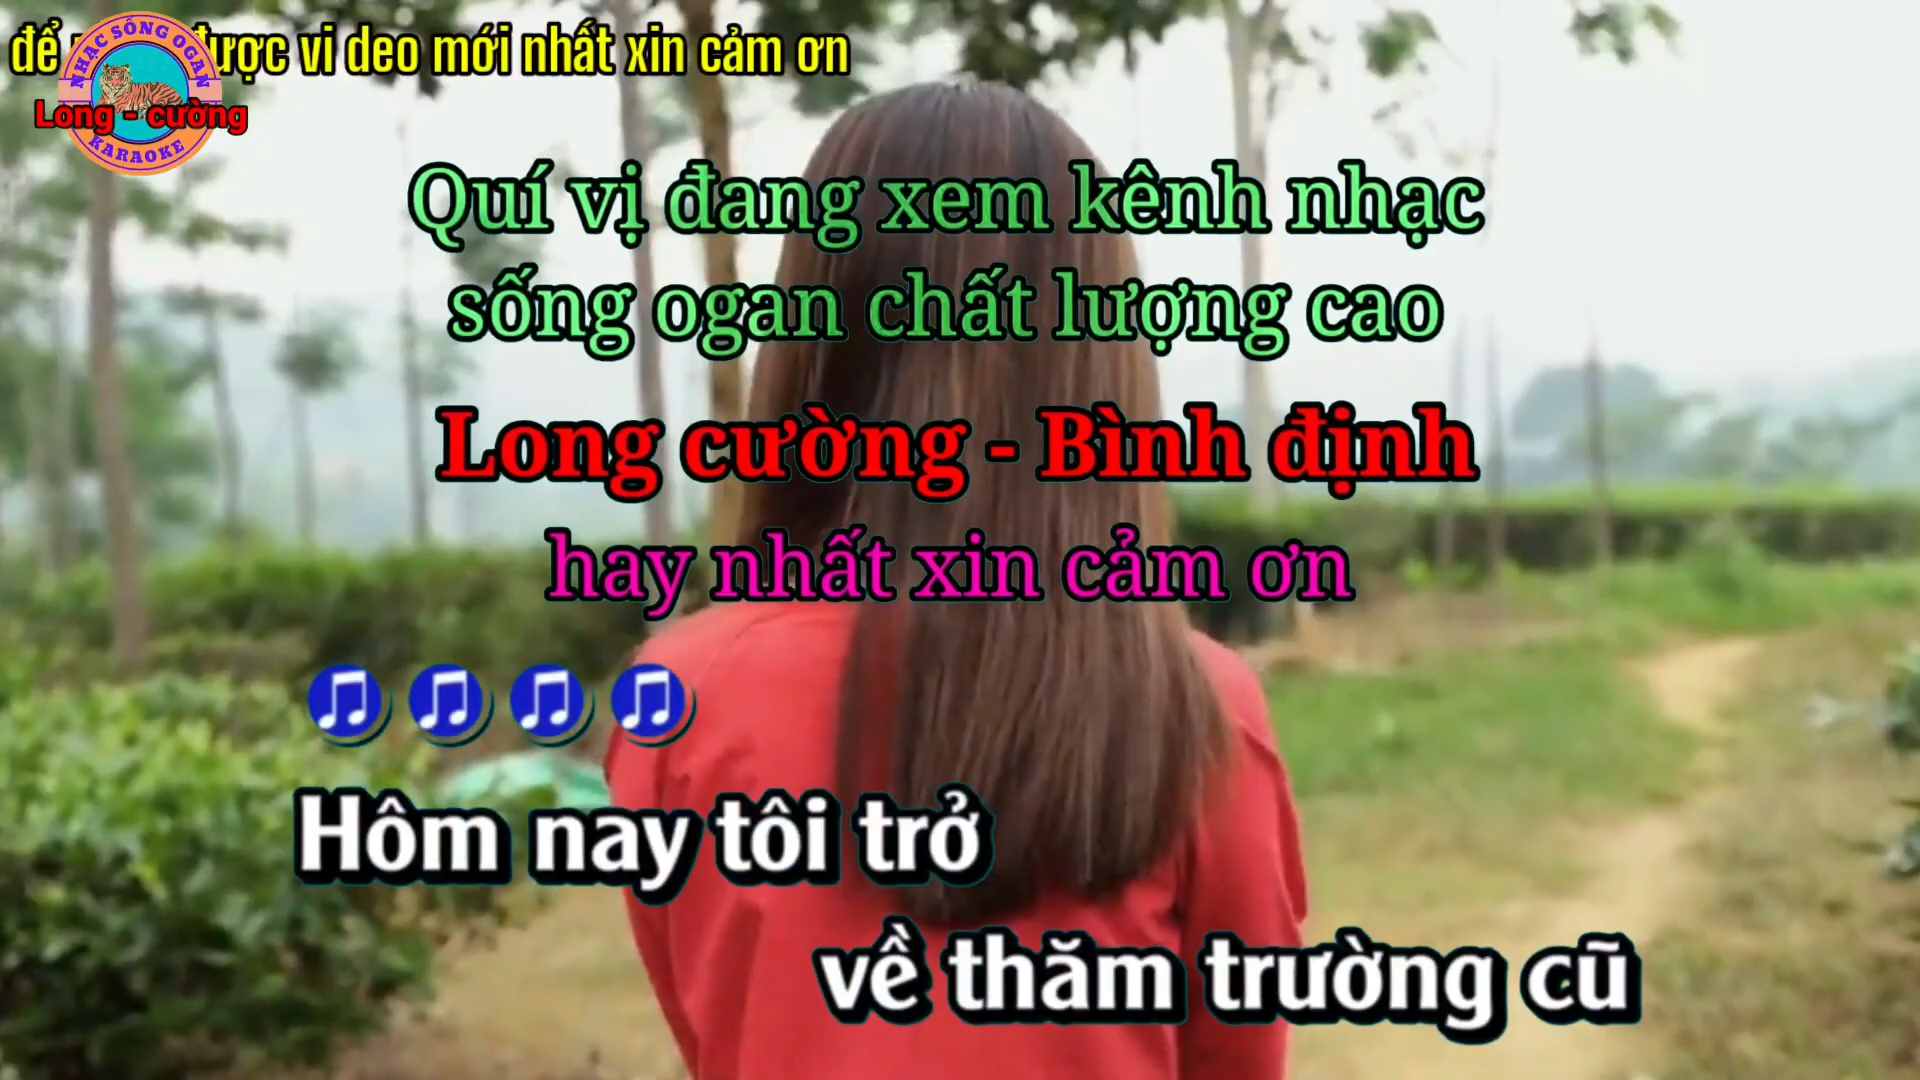 để được vi deo mới nhất xin cảm ơn
NHẠC SỐNG OGAN
Long - cường
KARAOKE
Quí vị đang xem kênh nhạc
sống ogan chất lượng cao
Long cường - Bình định
hay nhất xin cảm ơn
Hôm nay tôi trở
về thăm trường cũ